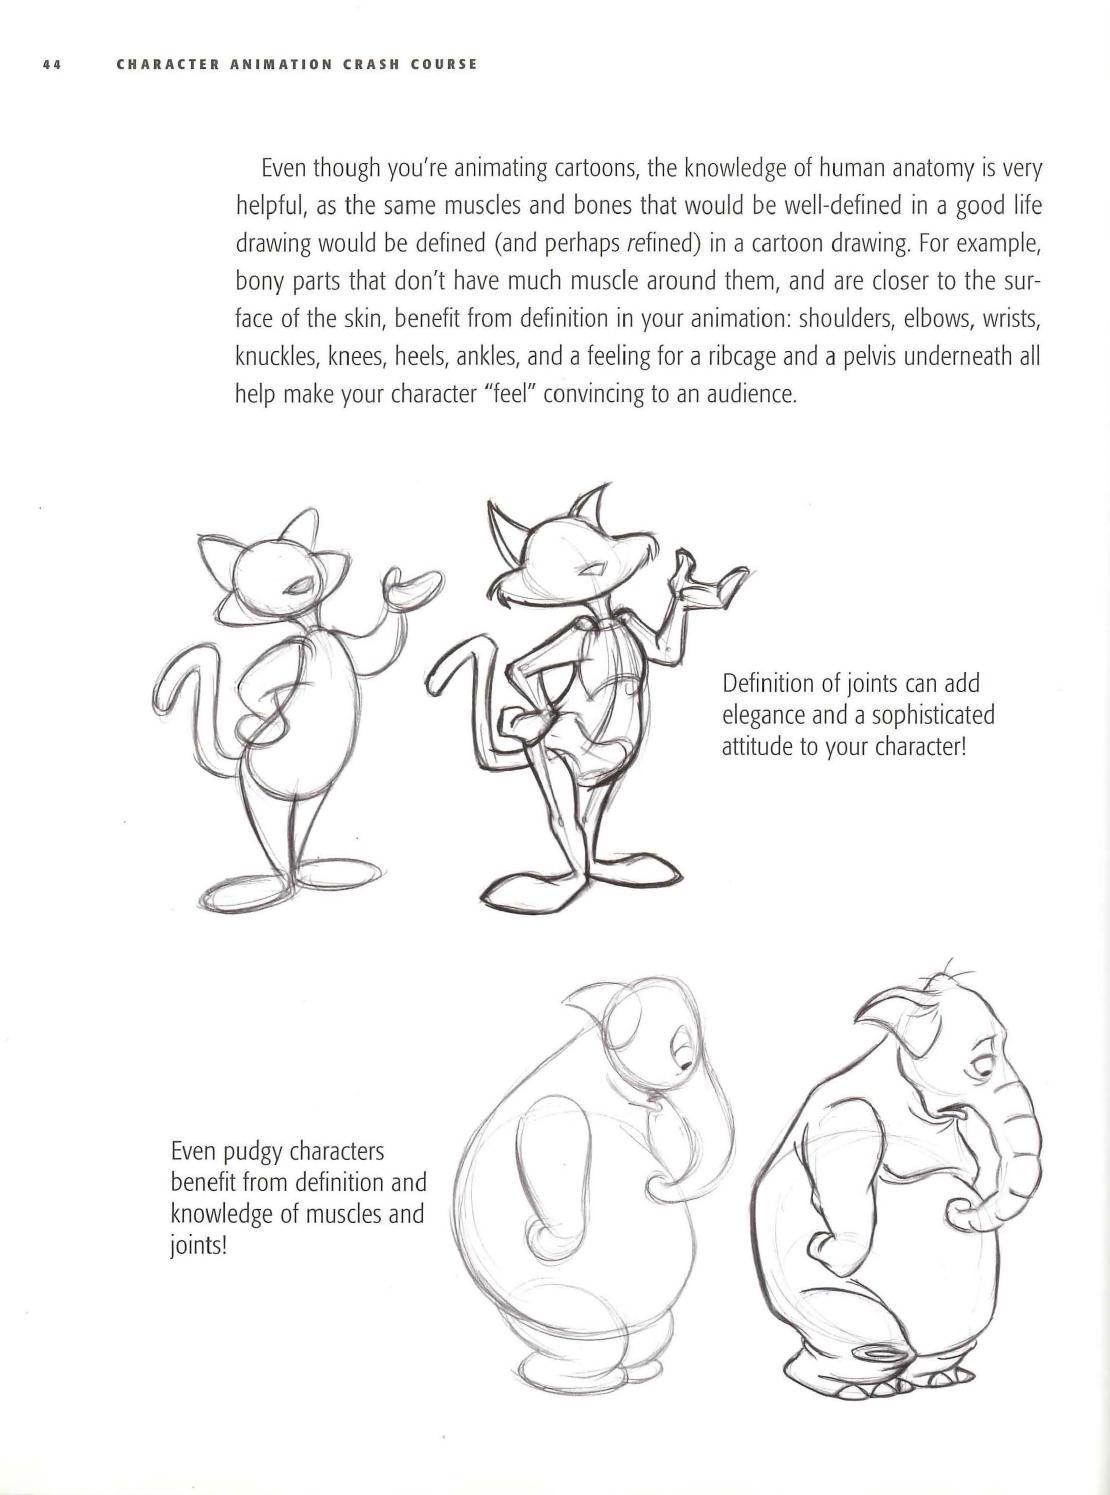 44 CHARACTER ANIMATION CRASH COURSE
Even though you're animating cartoons, the knowledge of human anatomy is very
helpful, as the same muscles and bones that would be well-defined in a good life
drawing would be defined (and perhaps refined) in a cartoon drawing. For example,
bony parts that don't have much muscle around them, and are closer to the sur-
face of the skin, benefit from definition in your animation: shoulders, elbows, wrists,
knuckles, knees, heels, ankles, and a feeling for a ribcage and a pelvis underneath all
help make your character “feel” convincing to an audience.
Definition of joints can add
elegance and a sophisticated
attitude to your character!
Even pudgy characters
benefit from definition and
knowledge of muscles and
joints!